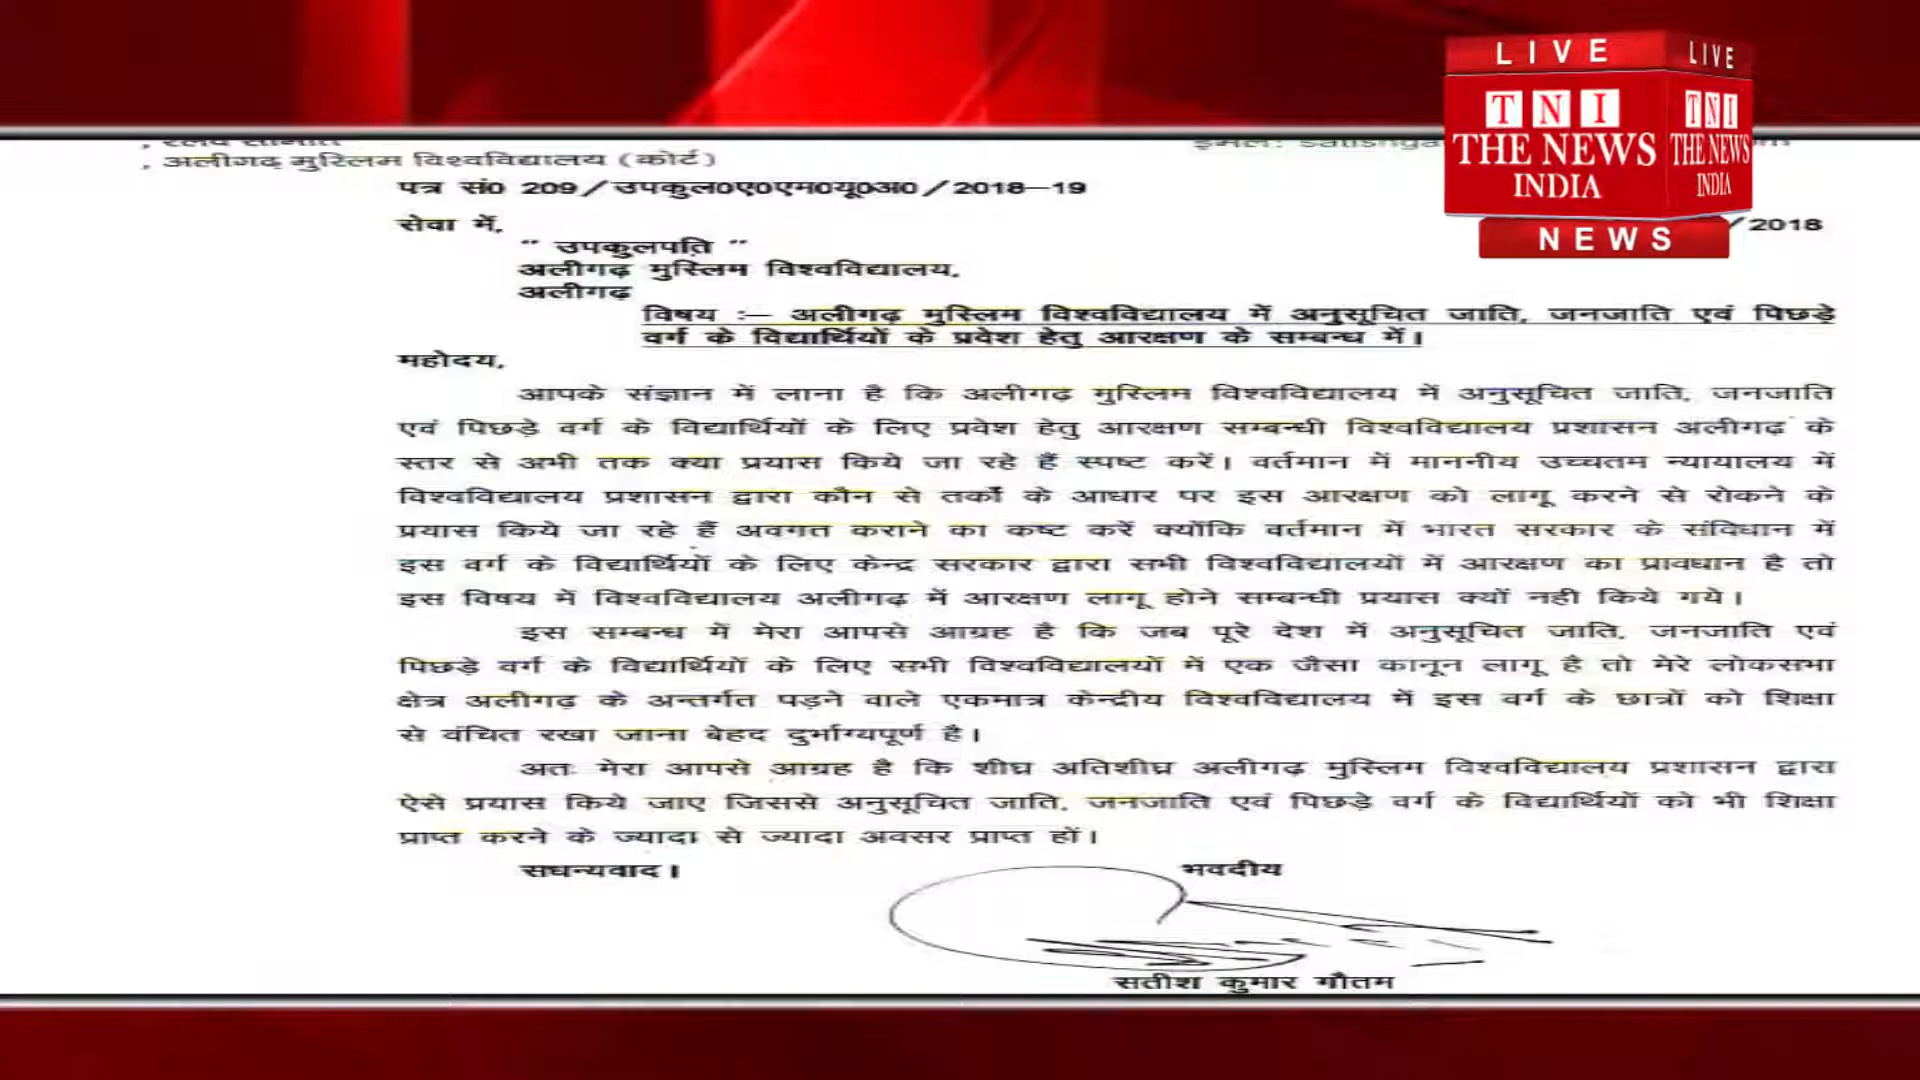 LIVE LIVE
TNI TNI
THE NEWS THE NEWS
INDIA INDIA
NEWS
, अलीगढ़ मुस्लिम विश्वविद्यालय (कोर्ट)
पत्र सं0 209/उपकुल0ए0एम0यू0अ0/2018–19
/2018
सेवा में,
" उपकुलपति "
अलीगढ़ मुस्लिम विश्वविद्यालय,
अलीगढ़
विषय :– अलीगढ़ मुस्लिम विश्वविद्यालय में अनुसूचित जाति, जनजाति एवं पिछड़े
वर्ग के विद्यार्थियों के प्रवेश हेतु आरक्षण के सम्बन्ध में।
महोदय,
आपके संज्ञान में लाना है कि अलीगढ़ मुस्लिम विश्वविद्यालय में अनुसूचित जाति, जनजाति
एवं पिछड़े वर्ग के विद्यार्थियों के लिए प्रवेश हेतु आरक्षण सम्बन्धी विश्वविद्यालय प्रशासन अलीगढ़ के
स्तर से अभी तक क्या प्रयास किये जा रहे हैं स्पष्ट करें। वर्तमान में माननीय उच्चतम न्यायालय में
विश्वविद्यालय प्रशासन द्वारा कौन से तर्कों के आधार पर इस आरक्षण को लागू करने से रोकने के
प्रयास किये जा रहे हैं अवगत कराने का कष्ट करें क्योंकि वर्तमान में भारत सरकार के संविधान में
इस वर्ग के विद्यार्थियों के लिए केन्द्र सरकार द्वारा सभी विश्वविद्यालयों में आरक्षण का प्रावधान है तो
इस विषय में विश्वविद्यालय अलीगढ़ में आरक्षण लागू होने सम्बन्धी प्रयास क्यों नही किये गये।
इस सम्बन्ध में मेरा आपसे आग्रह है कि जब पूरे देश में अनुसूचित जाति, जनजाति एवं
पिछड़े वर्ग के विद्यार्थियों के लिए सभी विश्वविद्यालयों में एक जैसा कानून लागू है तो मेरे लोकसभा
क्षेत्र अलीगढ़ के अन्तर्गत पड़ने वाले एकमात्र केन्द्रीय विश्वविद्यालय में इस वर्ग के छात्रों को शिक्षा
से वंचित रखा जाना बेहद दुर्भाग्यपूर्ण है।
अतः मेरा आपसे आग्रह है कि शीघ्र अतिशीघ्र अलीगढ़ मुस्लिम विश्वविद्यालय प्रशासन द्वारा
ऐसे प्रयास किये जाए जिससे अनुसूचित जाति, जनजाति एवं पिछड़े वर्ग के विद्यार्थियों को भी शिक्षा
प्राप्त करने के ज्यादा से ज्यादा अवसर प्राप्त हों।
सधन्यवाद।
भवदीय
सतीश कुमार गौतम